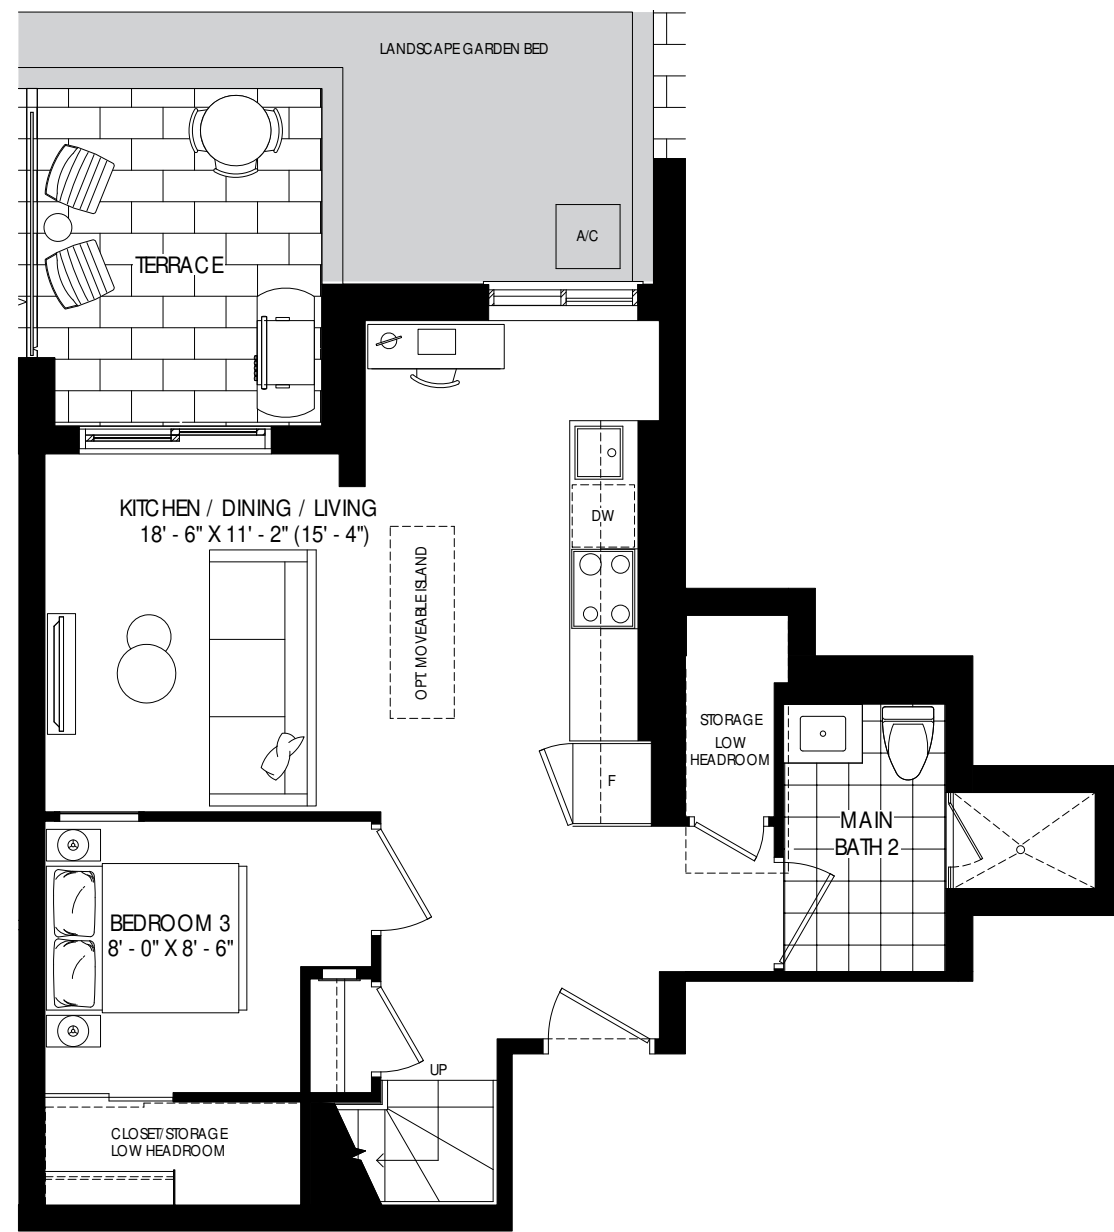 LANDSCAPE GARDEN BED
A/C
TERRACE
KITCHEN / DINING / LIVING
18' - 6" X 11' - 2" (15' - 4")
DW
OPT. MOVEABLE ISLAND
STORAGE
LOW
HEADROOM
F
MAIN
BATH 2
BEDROOM 3
8' - 0" X 8' - 6"
UP
CLOSET/STORAGE
LOW HEADROOM